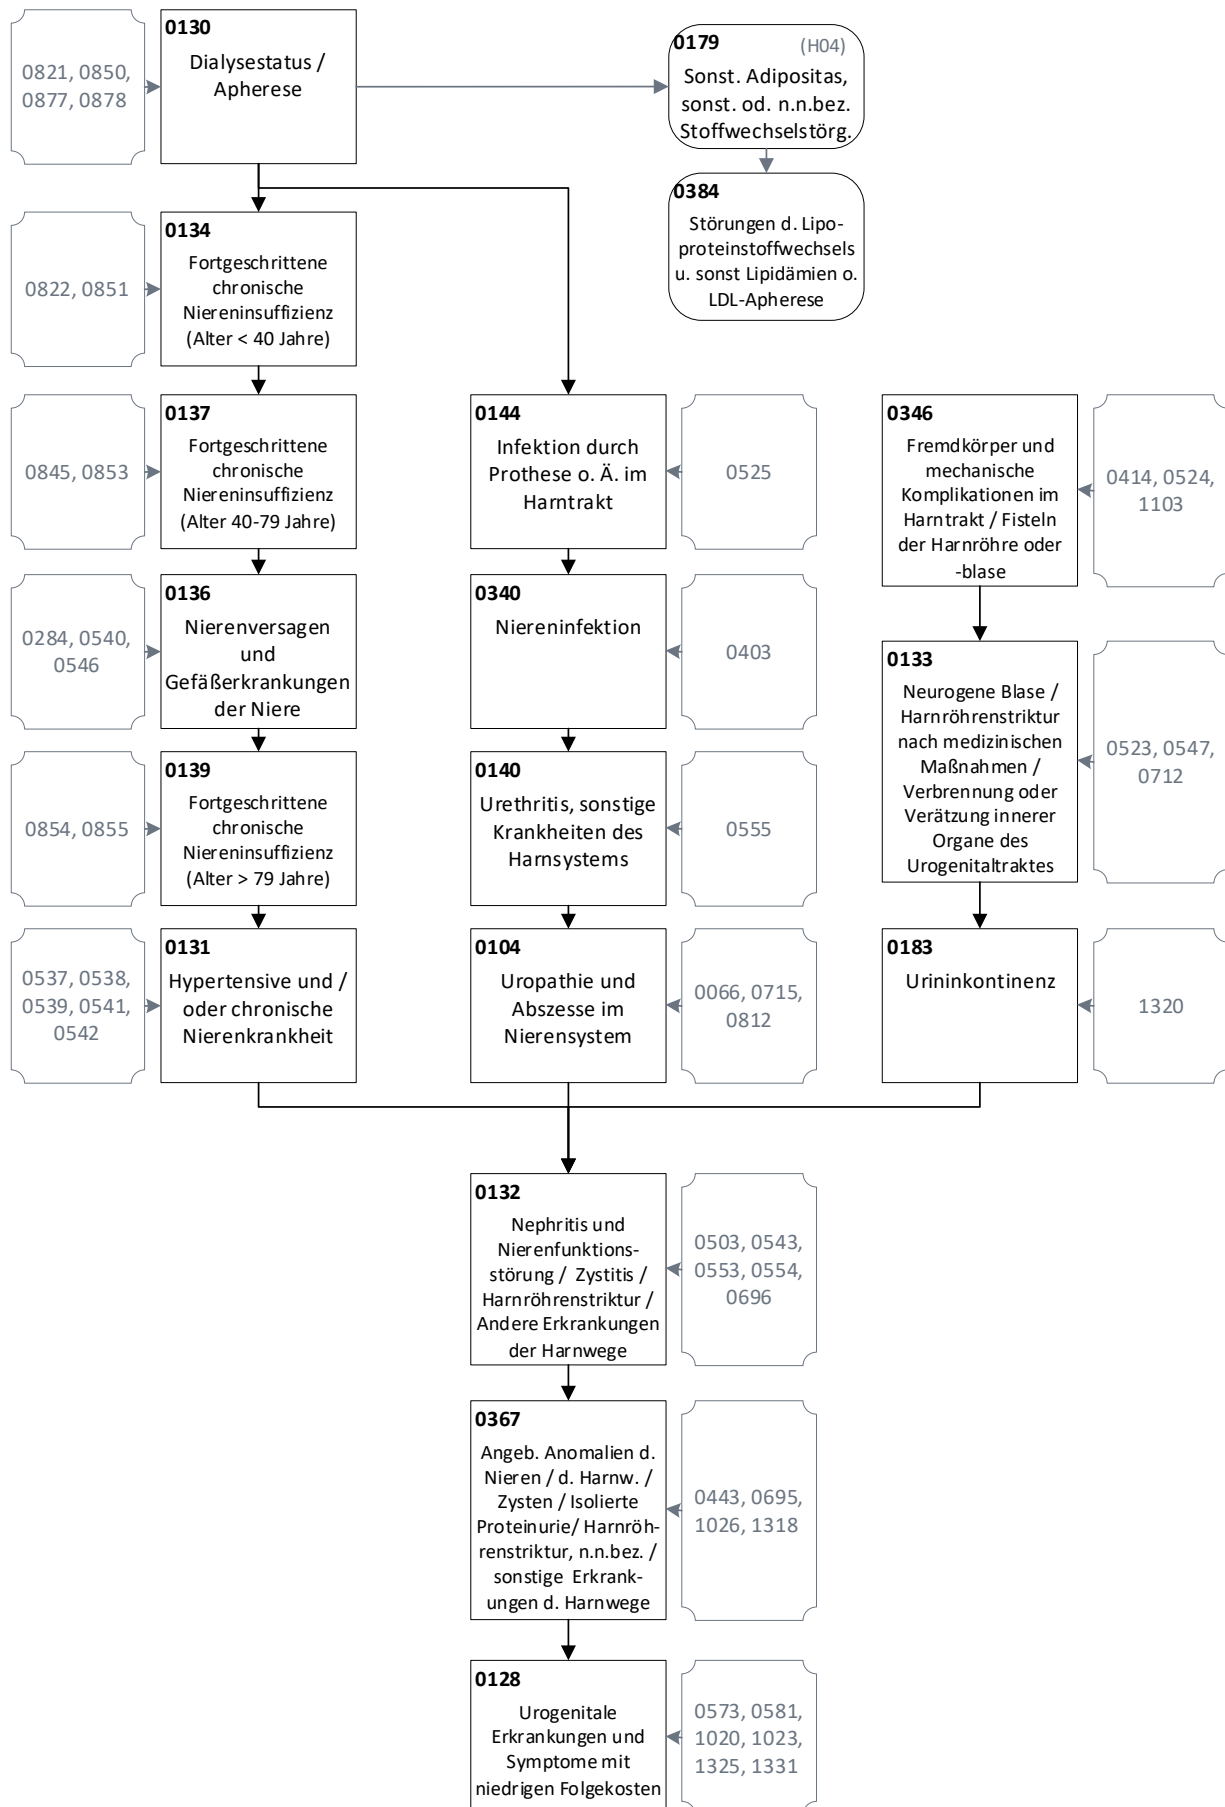 0821, 0850,
0877, 0878
0130
Dialysestatus /
Apherese
0179 (H04)
Sonst. Adipositas,
sonst. od. n.n.bez.
Stoffwechselstörg.
0384
Störungen d. Lipo-
proteinstoffwechsels
u. sonst Lipidämien o.
LDL-Apherese
0822, 0851
0134
Fortgeschrittene
chronische
Niereninsuffizienz
(Alter < 40 Jahre)
0845, 0853
0137
Fortgeschrittene
chronische
Niereninsuffizienz
(Alter 40-79 Jahre)
0144
Infektion durch
Prothese o. Ä. im
Harntrakt
0525
0346
Fremdkörper und
mechanische
Komplikationen im
Harntrakt / Fisteln
der Harnröhre oder
-blase
0414, 0524,
1103
0284, 0540,
0546
0136
Nierenversagen
und
Gefäßerkrankungen
der Niere
0340
Niereninfektion
0403
0133
Neurogene Blase /
Harnröhrenstriktur
nach medizinischen
Maßnahmen /
Verbrennung oder
Verätzung innerer
Organe des
Urogenitaltraktes
0523, 0547,
0712
0854, 0855
0139
Fortgeschrittene
chronische
Niereninsuffizienz
(Alter > 79 Jahre)
0140
Urethritis, sonstige
Krankheiten des
Harnsystems
0555
0537, 0538,
0539, 0541,
0542
0131
Hypertensive und /
oder chronische
Nierenkrankheit
0104
Uropathie und
Abszesse im
Nierensystem
0066, 0715,
0812
0183
Urininkontinenz
1320
0132
Nephritis und
Nierenfunktions-
störung / Zystitis /
Harnröhrenstriktur /
Andere Erkrankungen
der Harnwege
0503, 0543,
0553, 0554,
0696
0367
Angeb. Anomalien d.
Nieren / d. Harnw. /
Zysten / Isolierte
Proteinurie/ Harnröh-
renstriktur, n.n.bez. /
sonstige Erkrank-
ungen d. Harnwege
0443, 0695,
1026, 1318
0128
Urogenitale
Erkrankungen und
Symptome mit
niedrigen Folgekosten
0573, 0581,
1020, 1023,
1325, 1331